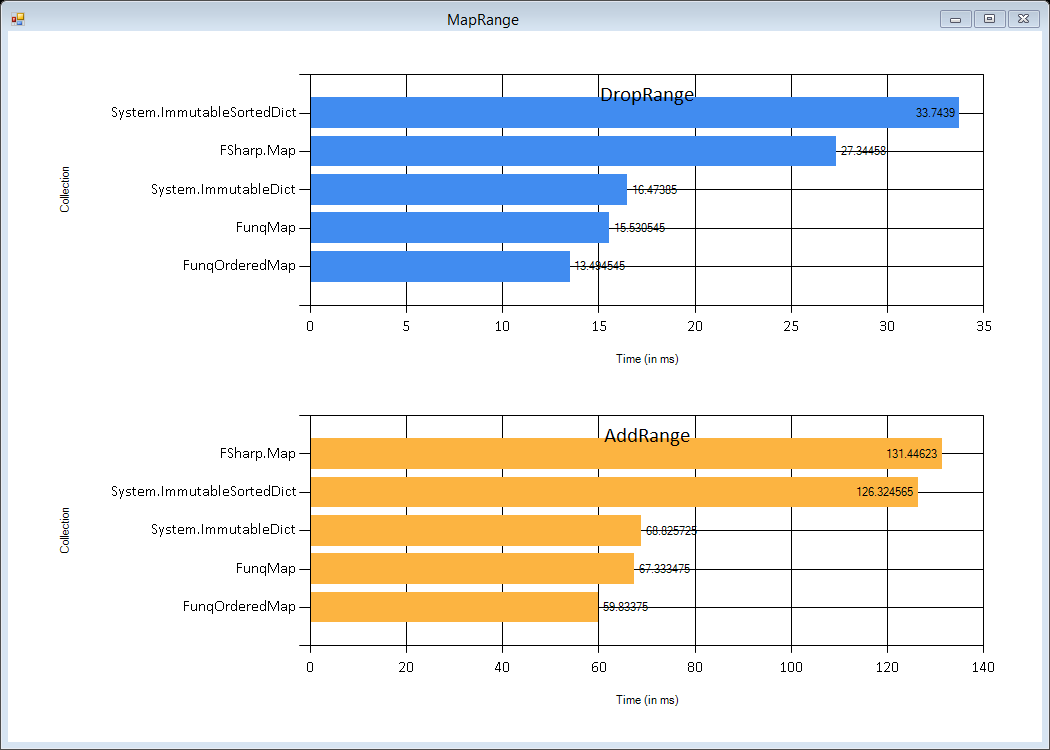 MapRange
DropRange
Collection
System.ImmutableSortedDict 33.7439
FSharp.Map 27.34458
System.ImmutableDict 16.47385
FunqMap 15.530545
FunqOrderedMap 13.494545
0 5 10 15 20 25 30 35
Time (in ms)
AddRange
Collection
FSharp.Map 131.44623
System.ImmutableSortedDict 126.324565
System.ImmutableDict 68.825725
FunqMap 67.333475
FunqOrderedMap 59.83375
0 20 40 60 80 100 120 140
Time (in ms)